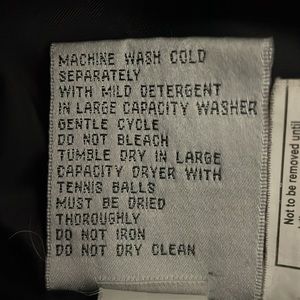 MACHINE WASH COLD
SEPARATELY
WITH MILD DETERGENT
IN LARGE CAPACITY WASHER
GENTLE CYCLE
DO NOT BLEACH
TUMBLE DRY IN LARGE
CAPACITY DRYER WITH
TENNIS BALLS
MUST BE DRIED
THOROUGHLY
DO NOT IRON
DO NOT DRY CLEAN
Not to be removed until